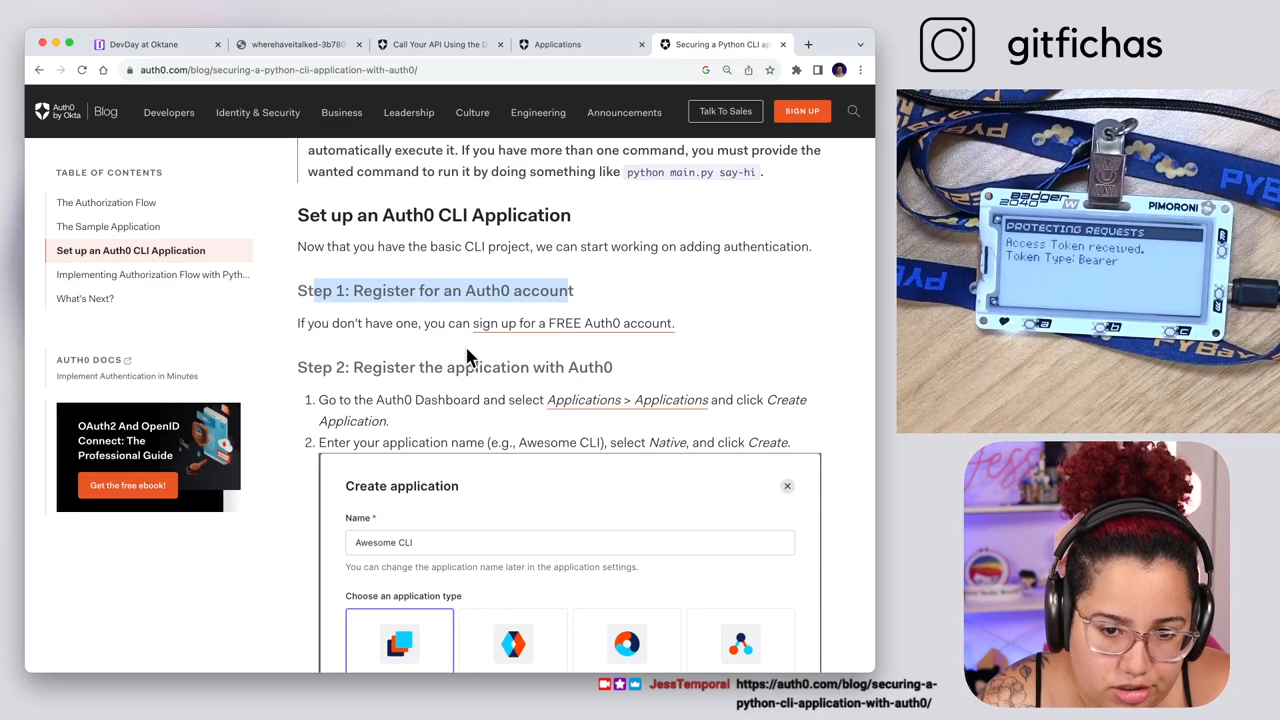 DevDay at Oktane
wherehaveitalked-3b780
Call Your API Using the D
Applications
Securing a Python CLI ap
auth0.com/blog/securing-a-python-cli-application-with-auth0/
Auth0
by Okta
Blog
Developers
Identity & Security
Business
Leadership
Culture
Engineering
Announcements
Talk To Sales
SIGN UP
TABLE OF CONTENTS
The Authorization Flow
The Sample Application
Set up an Auth0 CLI Application
Implementing Authorization Flow with Pyth...
What's Next?
AUTH0 DOCS
Implement Authentication in Minutes
OAuth2 And OpenID
Connect: The
Professional Guide
Get the free ebook!
automatically execute it. If you have more than one command, you must provide the
wanted command to run it by doing something like python main.py say-hi .
Set up an Auth0 CLI Application
Now that you have the basic CLI project, we can start working on adding authentication.
Step 1: Register for an Auth0 account
If you don't have one, you can sign up for a FREE Auth0 account.
Step 2: Register the application with Auth0
1. Go to the Auth0 Dashboard and select Applications > Applications and click Create
Application.
2. Enter your application name (e.g., Awesome CLI), select Native, and click Create.
Create application
Name *
Awesome CLI
You can change the application name later in the application settings.
Choose an application type
gitfichas
Badger
2040 W
PIMORONI
PROTECTING REQUESTS
Access Token received.
Token Type: Bearer
a
b
c
PYBAY
JessTemporal
https://auth0.com/blog/securing-a-
python-cli-application-with-auth0/